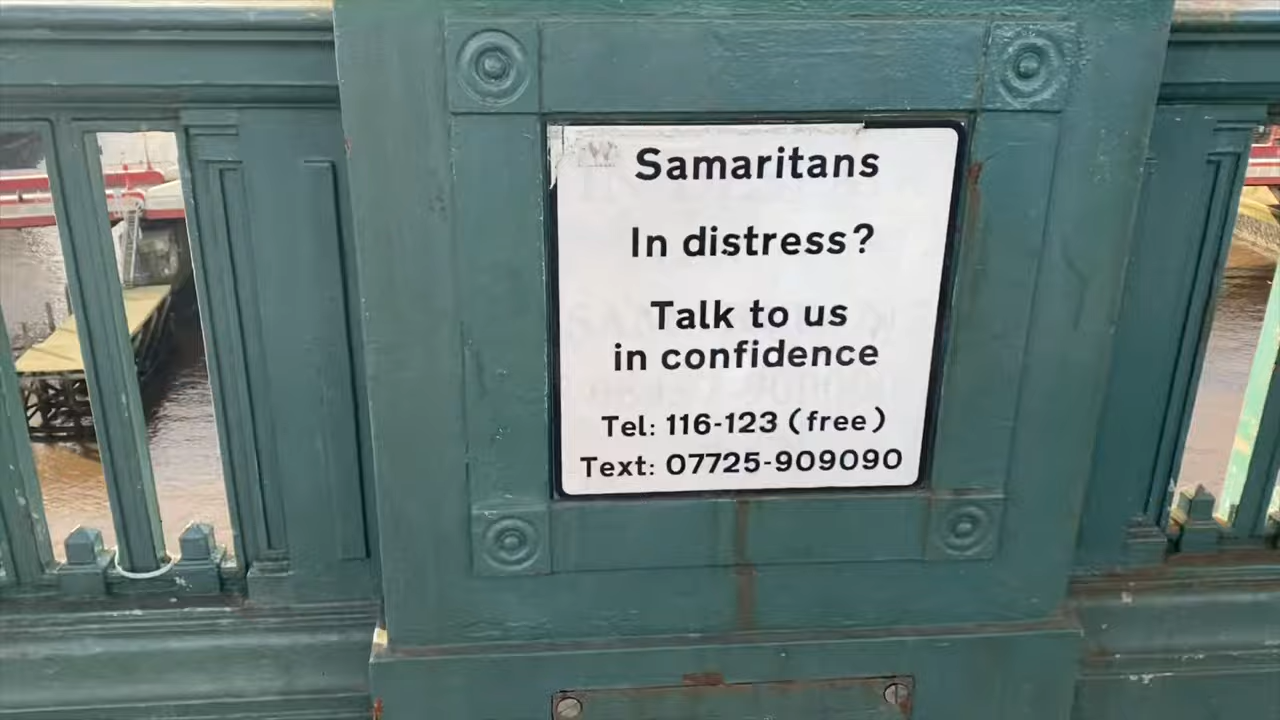 Samaritans
In distress?
Talk to us
in confidence
Tel: 116-123 (free)
Text: 07725-909090